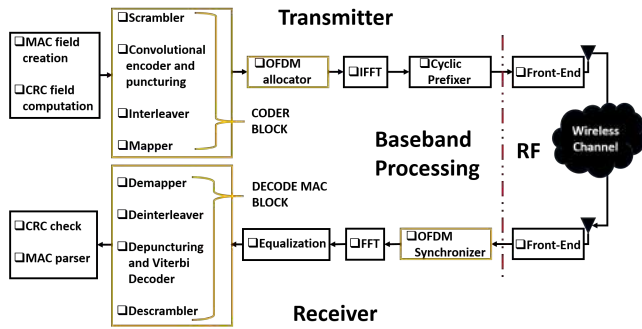 Transmitter
❑MAC field
creation
❑CRC field
computation
❑Scrambler
❑Convolutional
encoder and
puncturing
❑Interleaver
❑Mapper
CODER
BLOCK
❑OFDM
allocator
❑IFFT
❑Cyclic
Prefixer
❑Front-End
Wireless
Channel
Baseband
Processing
RF
❑CRC check
❑MAC parser
❑Demapper
❑Deinterleaver
❑Depuncturing
and Viterbi
Decoder
❑Descrambler
DECODE MAC
BLOCK
❑Equalization
❑FFT
❑OFDM
Synchronizer
❑Front-End
Receiver